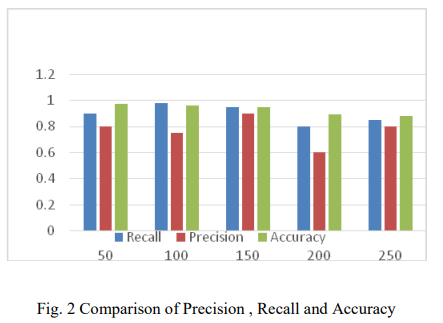 1.2
1
0.8
0.6
0.4
0.2
0
Recall Precision Accuracy
50 100 150 200 250
Fig. 2 Comparison of Precision , Recall and Accuracy